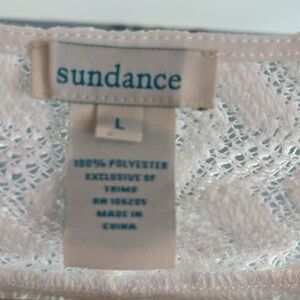 sundance
L
100% POLYESTER
EXCLUSIVE OF
TRIMS
RN 105205
MADE IN
CHINA